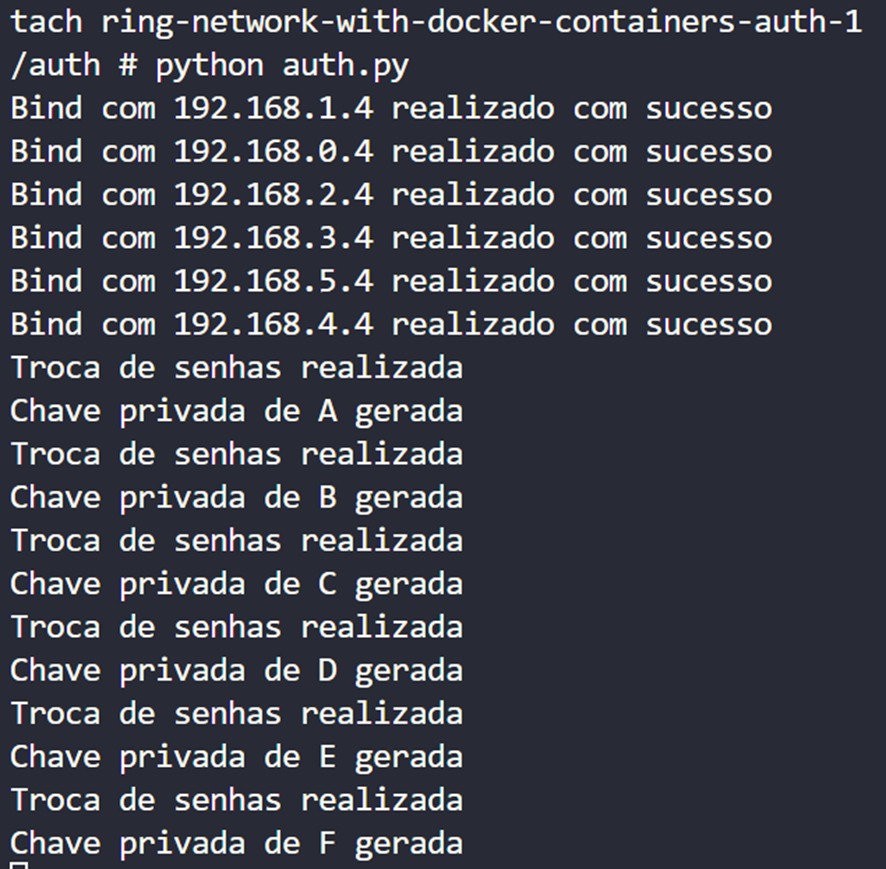 tach ring-network-with-docker-containers-auth-1
/auth # python auth.py
Bind com 192.168.1.4 realizado com sucesso
Bind com 192.168.0.4 realizado com sucesso
Bind com 192.168.2.4 realizado com sucesso
Bind com 192.168.3.4 realizado com sucesso
Bind com 192.168.5.4 realizado com sucesso
Bind com 192.168.4.4 realizado com sucesso
Troca de senhas realizada
Chave privada de A gerada
Troca de senhas realizada
Chave privada de B gerada
Troca de senhas realizada
Chave privada de C gerada
Troca de senhas realizada
Chave privada de D gerada
Troca de senhas realizada
Chave privada de E gerada
Troca de senhas realizada
Chave privada de F gerada